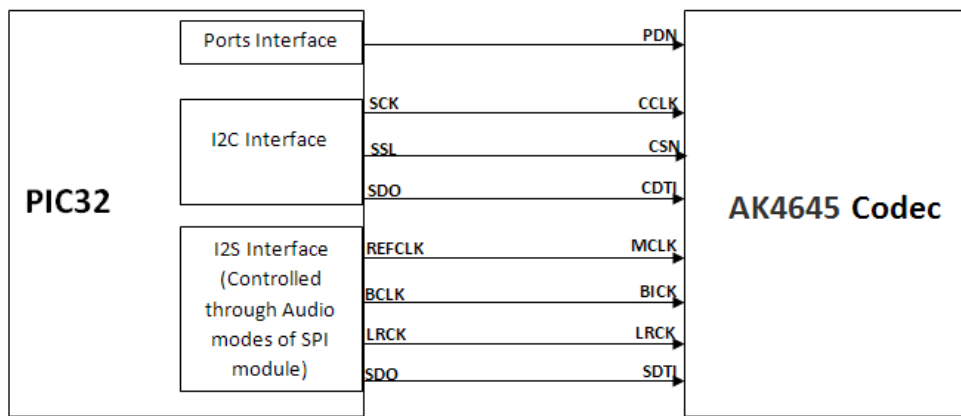 Ports Interface
PDN
SCK
CCLK
I2C Interface
SSL
CSN
SDO
CDTI
PIC32
AK4645 Codec
I2S Interface
(Controlled
through Audio
modes of SPI
module)
REFCLK
MCLK
BCLK
BICK
LRCK
LRCK
SDO
SDTI